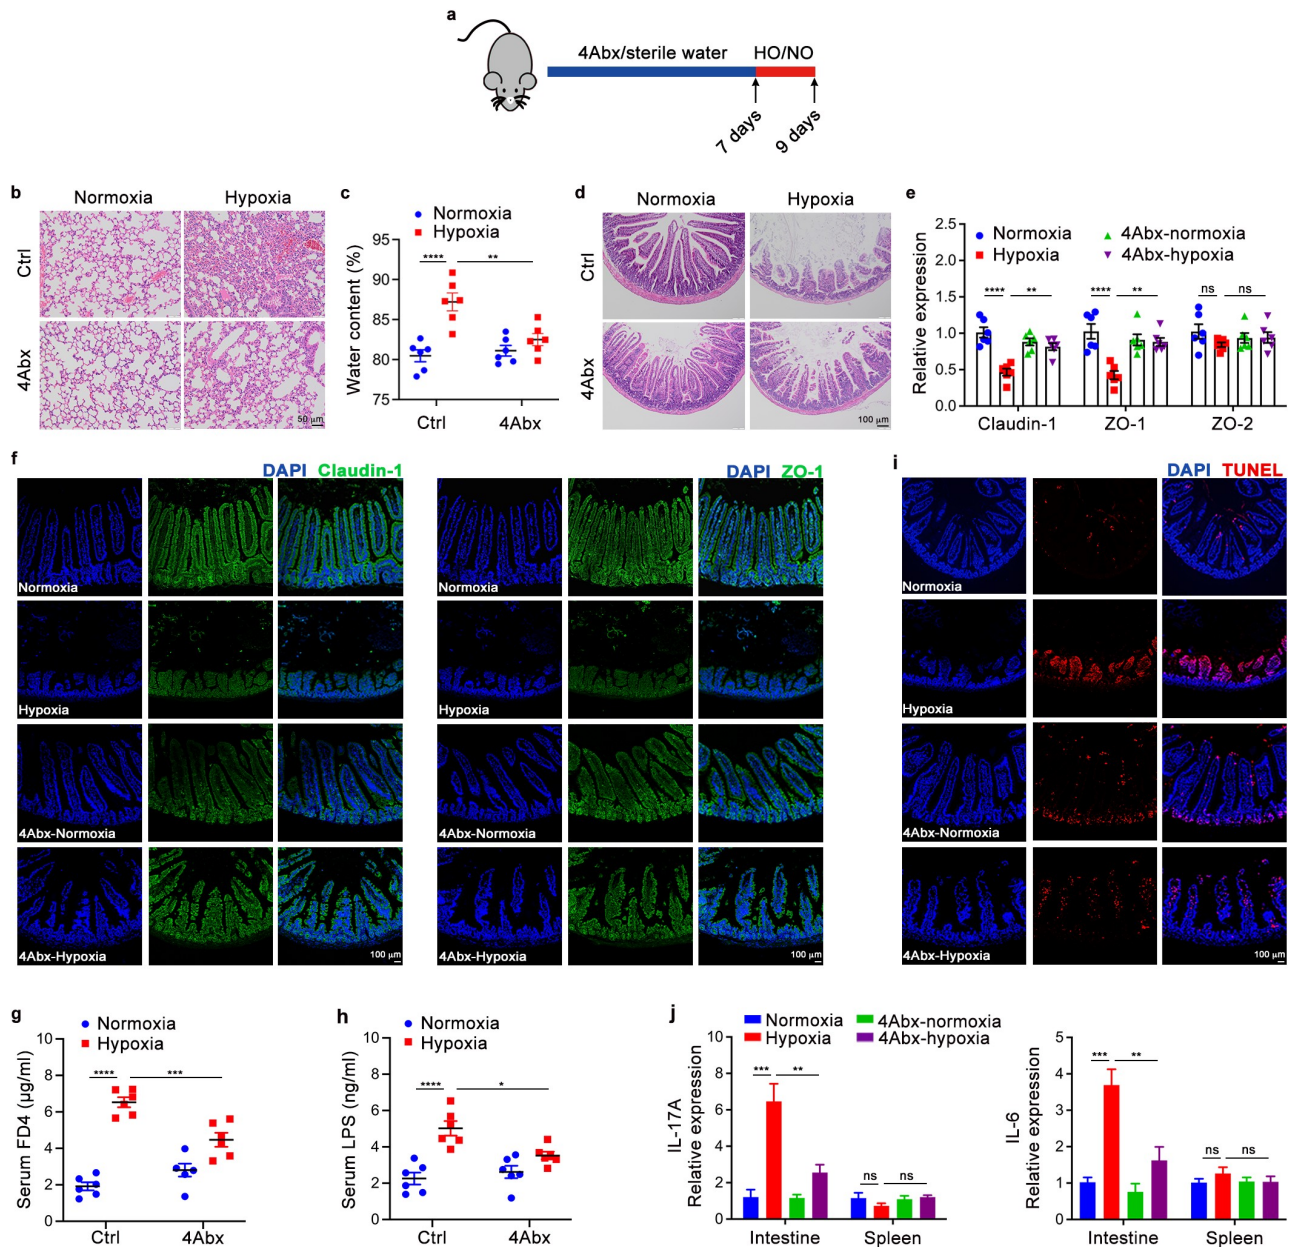 a
4Abx/sterile water HO/NO
7 days 9 days
b
Normoxia Hypoxia
Ctrl
4Abx
50 μm
c
Normoxia
Hypoxia
Water content (%)
95
90
85
80
75
**** **
Ctrl 4Abx
d
Normoxia Hypoxia
Ctrl
4Abx
100 μm
e
Relative expression
2.5
2.0
1.5
1.0
0.5
0.0
Normoxia 4Abx-normoxia
Hypoxia 4Abx-hypoxia
**** ** **** ** ns ns
Claudin-1 ZO-1 ZO-2
f
DAPI Claudin-1
DAPI ZO-1
Normoxia Normoxia
Hypoxia Hypoxia
4Abx-Normoxia 4Abx-Normoxia
4Abx-Hypoxia 100 μm 4Abx-Hypoxia 100 μm
i
DAPI TUNEL
Normoxia
Hypoxia
4Abx-Normoxia
4Abx-Hypoxia 100 μm
g
Normoxia
Hypoxia
Serum FD4 (μg/ml)
10
8
6
4
2
0
**** ***
Ctrl 4Abx
h
Normoxia
Hypoxia
Serum LPS (ng/ml)
10
8
6
4
2
0
**** *
Ctrl 4Abx
j
Normoxia 4Abx-normoxia
Hypoxia 4Abx-hypoxia
IL-17A
Relative expression
10
8
6
4
2
0
*** ** ns ns
Intestine Spleen
IL-6
Relative expression
5
4
3
2
1
0
*** ** ns ns
Intestine Spleen